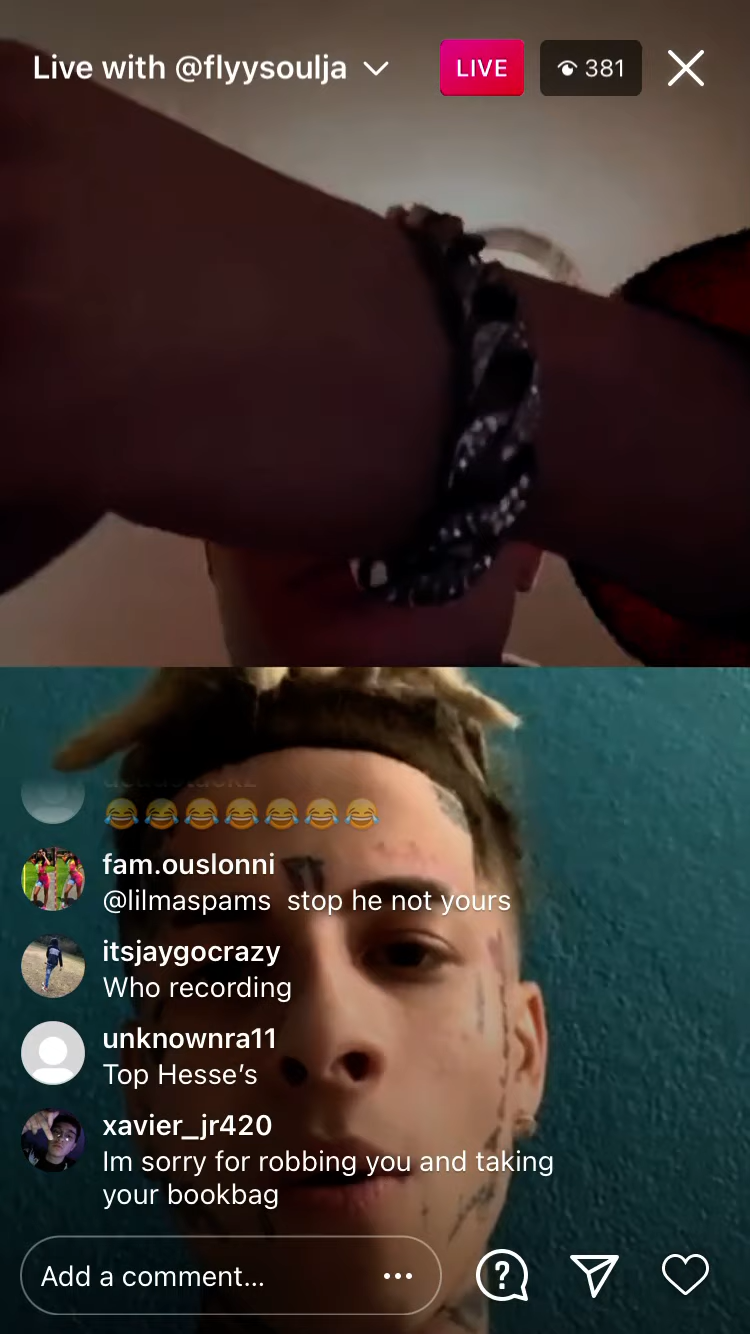 Live with @flyysoulja
LIVE
381
😂😂😂😂😂😂😂
fam.ouslonni
@lilmaspams stop he not yours
itsjaygocrazy
Who recording
unknownra11
Top Hesse’s
xavier_jr420
Im sorry for robbing you and taking
your bookbag
Add a comment...